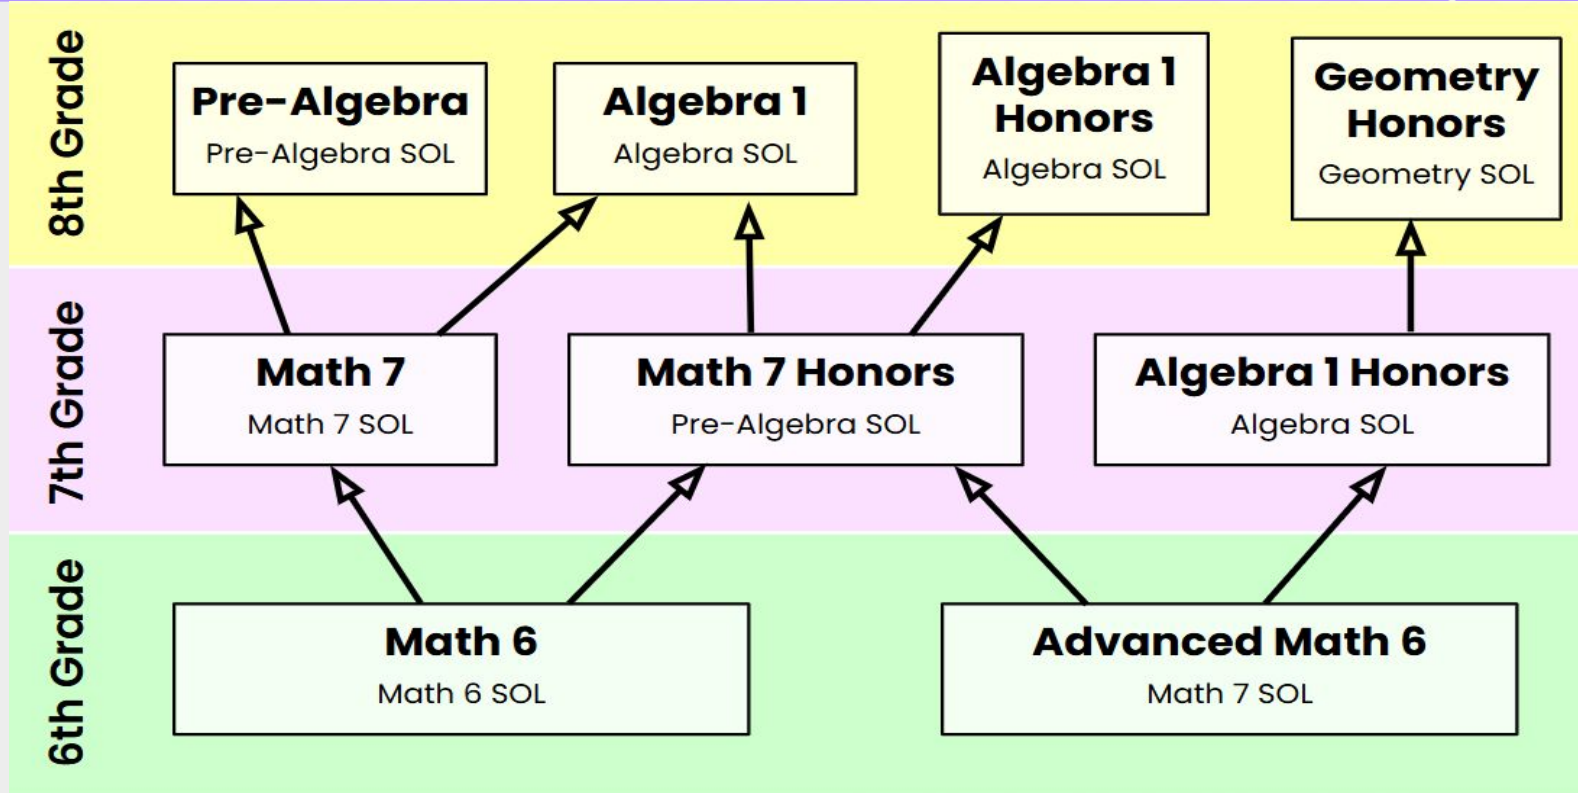 8th Grade
Pre-Algebra
Pre-Algebra SOL
Algebra 1
Algebra SOL
Algebra 1
Honors
Algebra SOL
Geometry
Honors
Geometry SOL
7th Grade
Math 7
Math 7 SOL
Math 7 Honors
Pre-Algebra SOL
Algebra 1 Honors
Algebra SOL
6th Grade
Math 6
Math 6 SOL
Advanced Math 6
Math 7 SOL